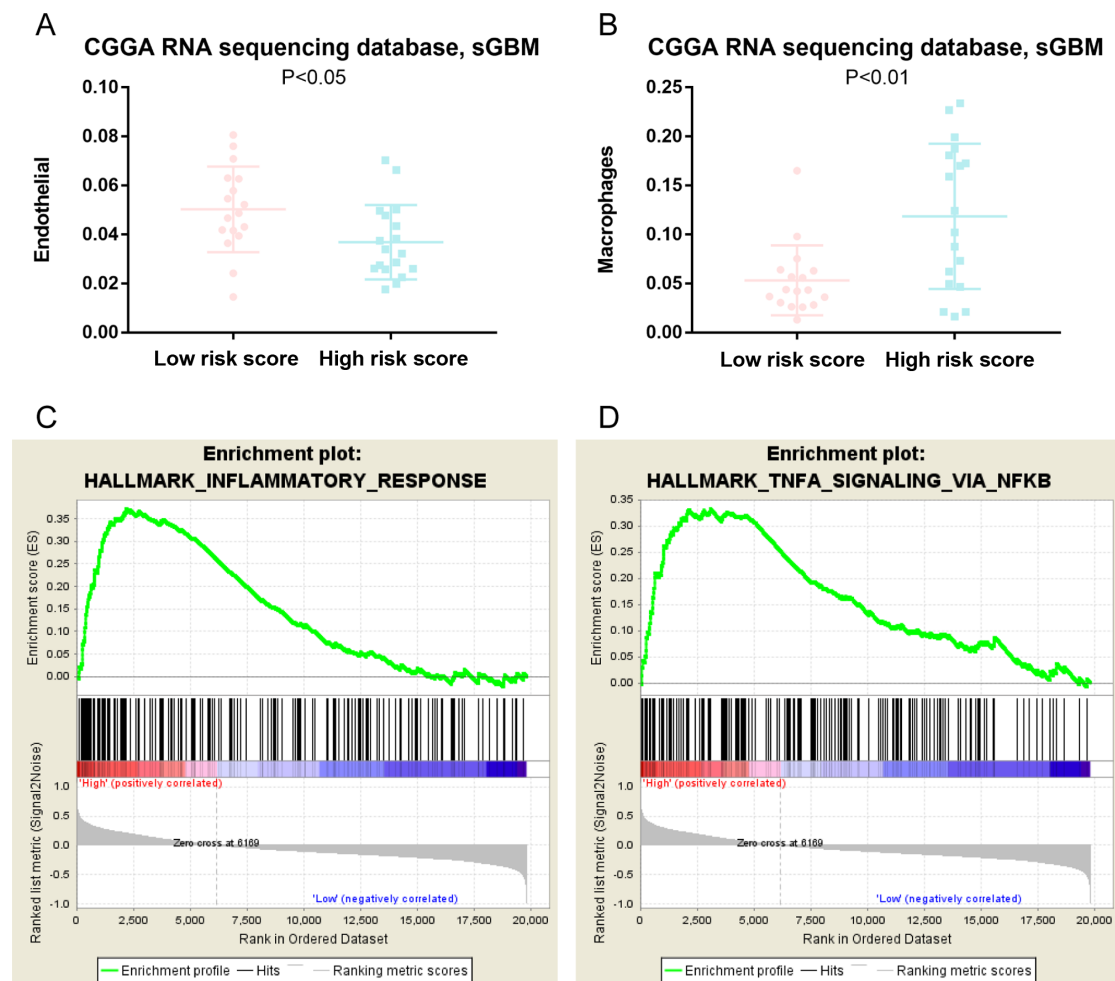 A
CGGA RNA sequencing database, sGBM
P<0.05
Endothelial
0.10
0.08
0.06
0.04
0.02
0.00
Low risk score
High risk score
B
CGGA RNA sequencing database, sGBM
P<0.01
Macrophages
0.25
0.20
0.15
0.10
0.05
0.00
Low risk score
High risk score
C
Enrichment plot:
HALLMARK_INFLAMMATORY_RESPONSE
Enrichment score (ES)
0.35
0.30
0.25
0.20
0.15
0.10
0.05
0.00
'High' (positively correlated)
Ranked list metric (Signal2Noise)
1.0
0.5
0.0
-0.5
-1.0
Zero cross at 6169
'Low' (negatively correlated)
0 2,500 5,000 7,500 10,000 12,500 15,000 17,500 20,000
Rank in Ordered Dataset
Enrichment profile Hits Ranking metric scores
D
Enrichment plot:
HALLMARK_TNFA_SIGNALING_VIA_NFKB
Enrichment score (ES)
0.35
0.30
0.25
0.20
0.15
0.10
0.05
0.00
'High' (positively correlated)
Ranked list metric (Signal2Noise)
1.0
0.5
0.0
-0.5
-1.0
Zero cross at 6169
'Low' (negatively correlated)
0 2,500 5,000 7,500 10,000 12,500 15,000 17,500 20,000
Rank in Ordered Dataset
Enrichment profile Hits Ranking metric scores